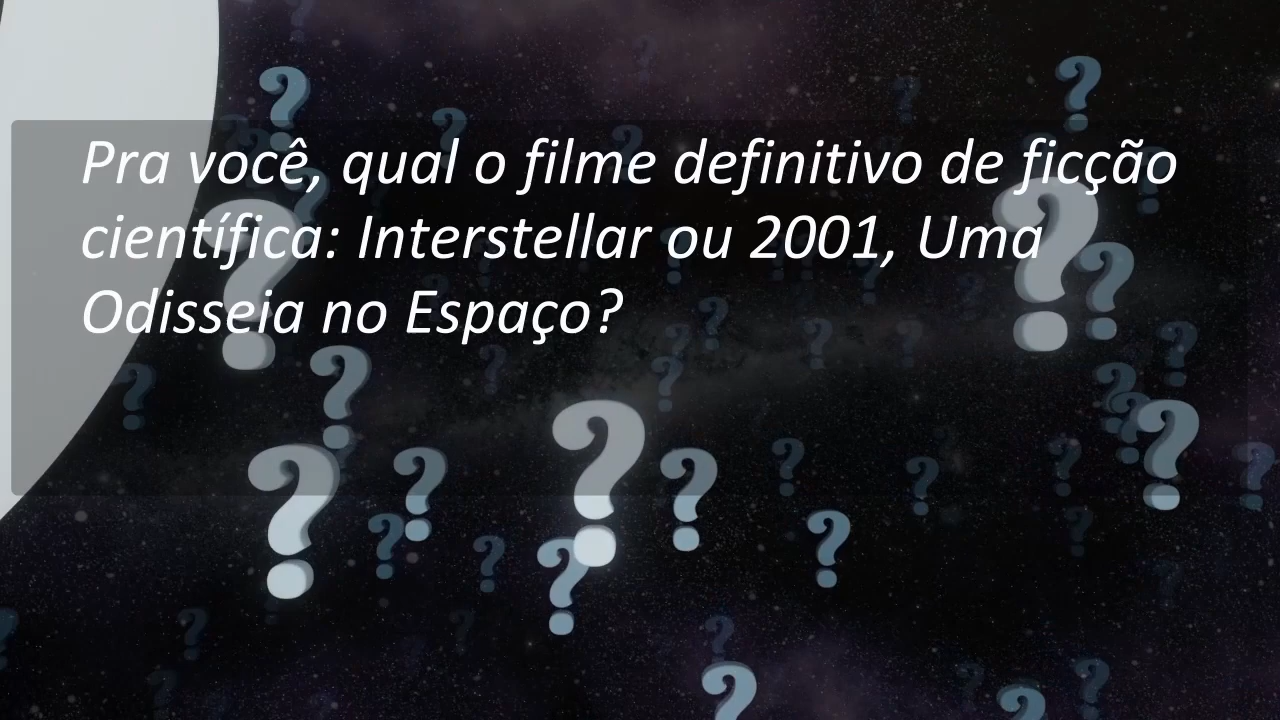 Pra você, qual o filme definitivo de ficção
científica: Interstellar ou 2001, Uma
Odisseia no Espaço?